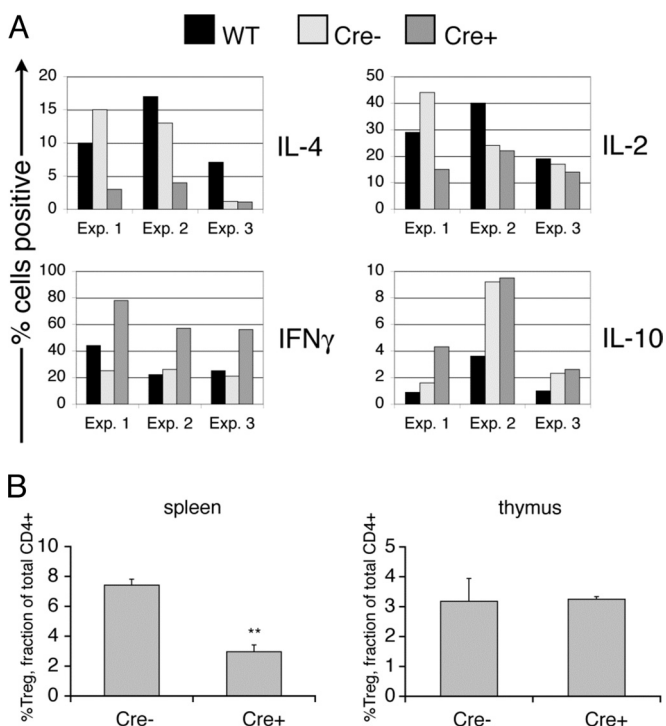 A
WT Cre- Cre+
% cells positive
20
15
10
5
0
Exp. 1 Exp. 2 Exp. 3
IL-4
50
40
30
20
10
0
Exp. 1 Exp. 2 Exp. 3
IL-2
100
80
60
40
20
0
Exp. 1 Exp. 2 Exp. 3
IFNγ
10
8
6
4
2
0
Exp. 1 Exp. 2 Exp. 3
IL-10
B
spleen
%Treg, fraction of total CD4+
10
8
6
4
2
0
**
Cre- Cre+
thymus
%Treg, fraction of total CD4+
5
4
3
2
1
0
Cre- Cre+